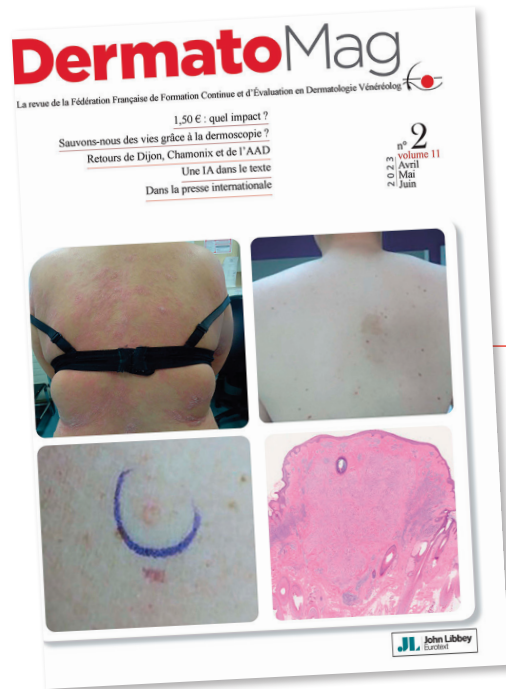 DermatoMag
La revue de la Fédération Française de Formation Continue et d'Évaluation en Dermatologie Vénéréolog
1,50 € : quel impact ?
Sauvons-nous des vies grâce à la dermoscopie ?
Retours de Dijon, Chamonix et de l'AAD
Une IA dans le texte
Dans la presse internationale
n° 2
volume 11
2023
Avril
Mai
Juin
JL John Libbey
Eurotext